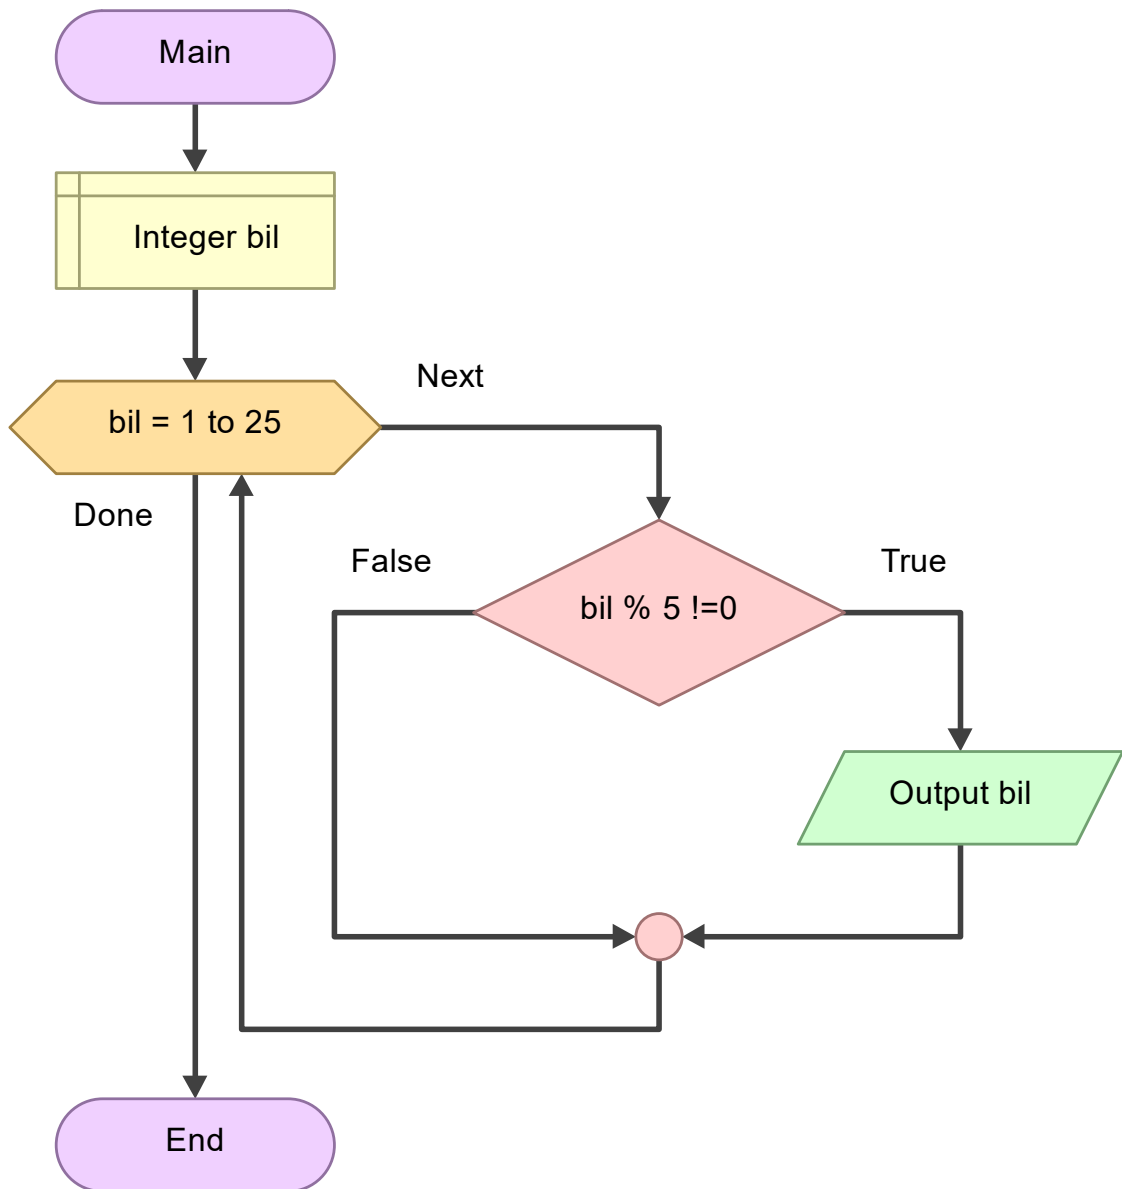 Main
Integer bil
Next
bil = 1 to 25
Done
False
True
bil % 5 !=0
Output bil
End